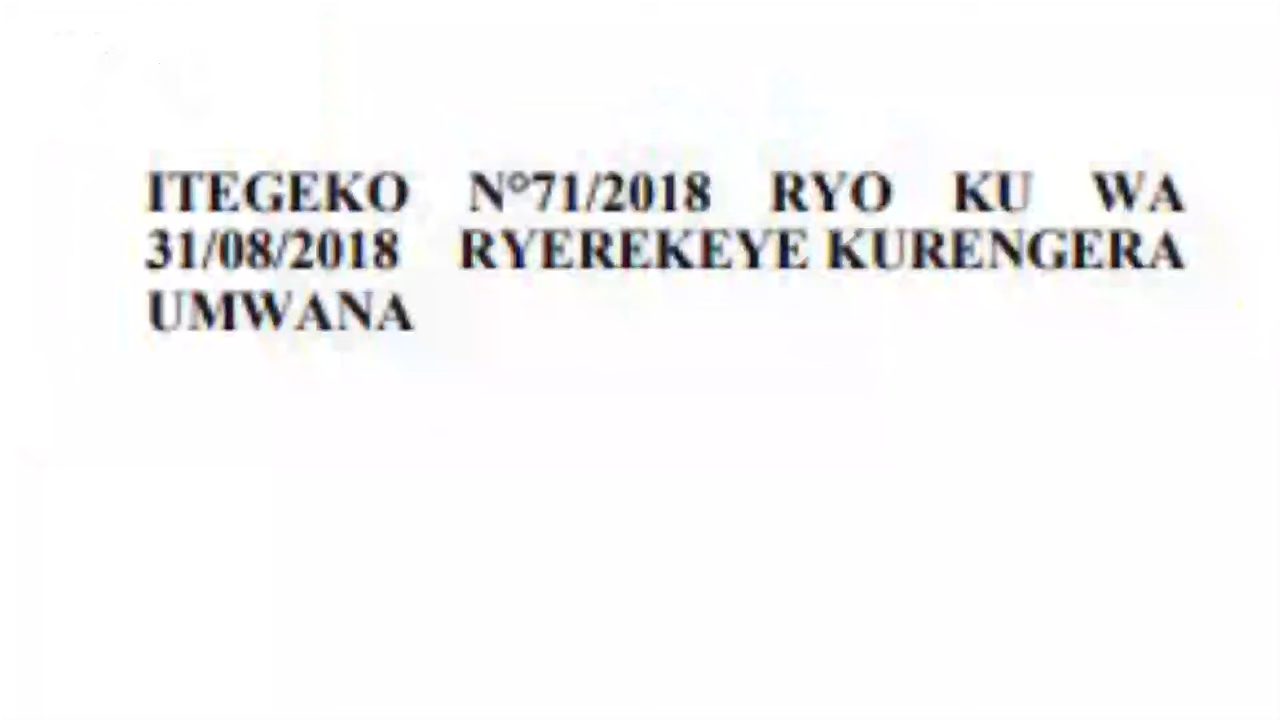 ITEGEKO N°71/2018 RYO KU WA
31/08/2018 RYEREKEYE KURENGERA
UMWANA